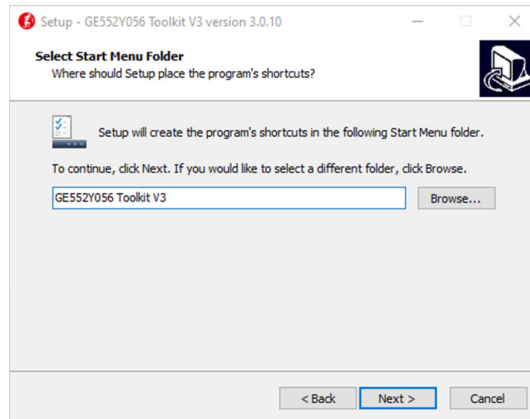 Setup - GE552Y056 Toolkit V3 version 3.0.10
Select Start Menu Folder
Where should Setup place the program's shortcuts?
Setup will create the program's shortcuts in the following Start Menu folder.
To continue, click Next. If you would like to select a different folder, click Browse.
GE552Y056 Toolkit V3
Browse...
< Back
Next >
Cancel